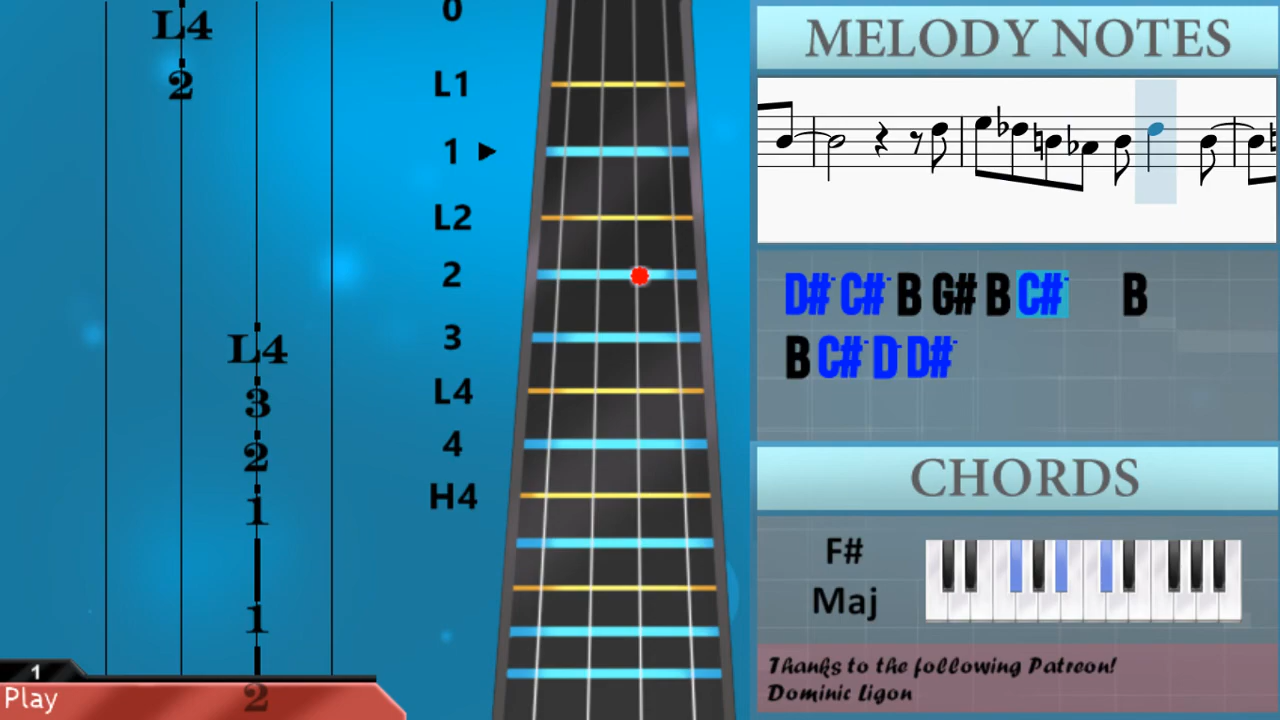 L4
2
L4
3
2
1
1
2
1
Play
0
L1
1
L2
2
3
L4
4
H4
MELODY NOTES
D#- C#- B G# B C#- B
B C#- D- D#-
CHORDS
F#
Maj
Thanks to the following Patreon!
Dominic Ligon